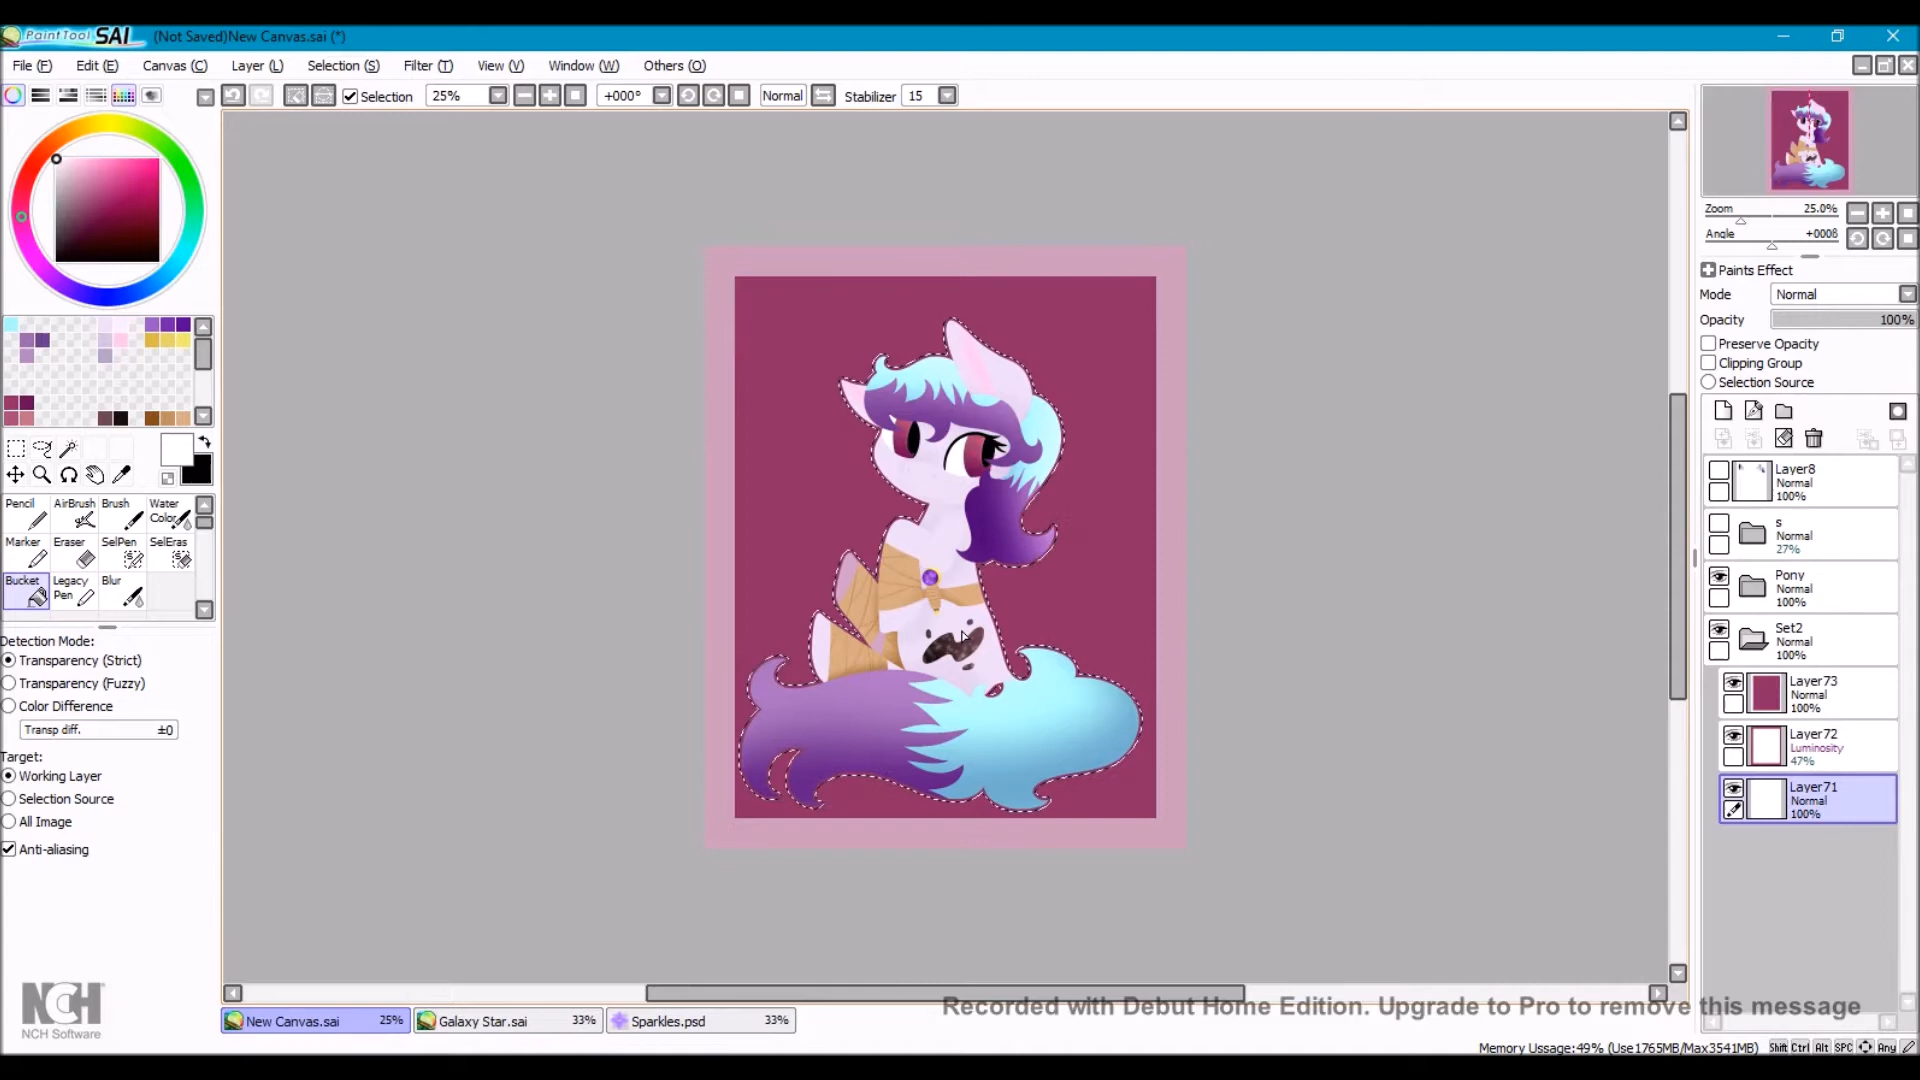 PaintTool SAI (Not Saved)New Canvas.sai (*)
File (F) Edit (E) Canvas (C) Layer (L) Selection (S) Filter (T) View (V) Window (W) Others (O)
Selection 25% +000° Normal Stabilizer 15
Zoom 25.0%
Angle +000ß
Paints Effect
Mode Normal
Opacity 100%
Preserve Opacity
Clipping Group
Selection Source
Layer8
Normal
100%
s
Normal
27%
Pony
Normal
100%
Set2
Normal
100%
Layer73
Normal
100%
Layer72
Luminosity
47%
Layer71
Normal
100%
Pencil AirBrush Brush Water Color
Marker Eraser SelPen SelEras
Bucket Legacy Pen Blur
Detection Mode:
Transparency (Strict)
Transparency (Fuzzy)
Color Difference
Transp diff. ±0
Target:
Working Layer
Selection Source
All Image
Anti-aliasing
NCH
NCH Software
New Canvas.sai 25% Galaxy Star.sai 33% Sparkles.psd 33%
Recorded with Debut Home Edition. Upgrade to Pro to remove this message
Memory Ussage:49% (Use1765MB/Max3541MB) Shift Ctrl Alt SPC Any